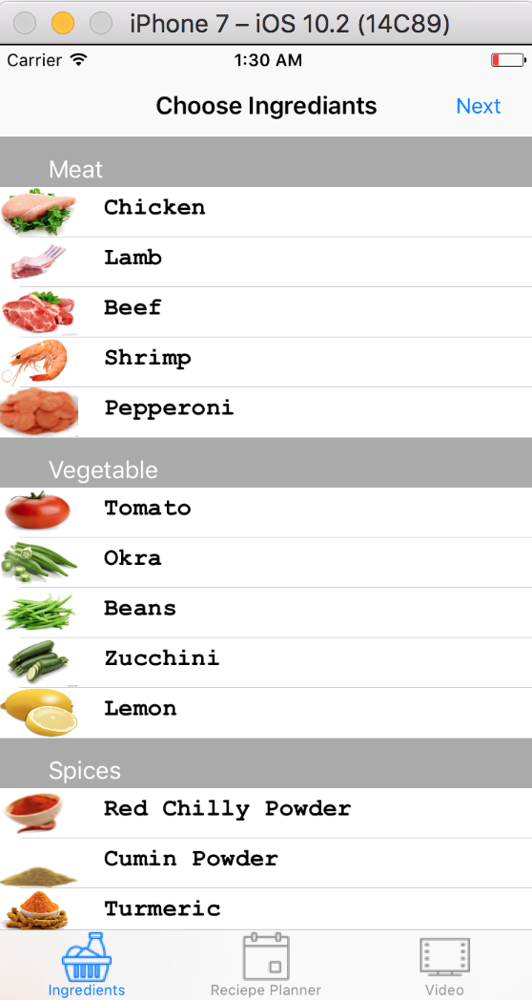 iPhone 7 – iOS 10.2 (14C89)
Carrier 1:30 AM
Choose Ingrediants Next
Meat
Chicken
Lamb
Beef
Shrimp
Pepperoni
Vegetable
Tomato
Okra
Beans
Zucchini
Lemon
Spices
Red Chilly Powder
Cumin Powder
Turmeric
Ingredients Reciepe Planner Video